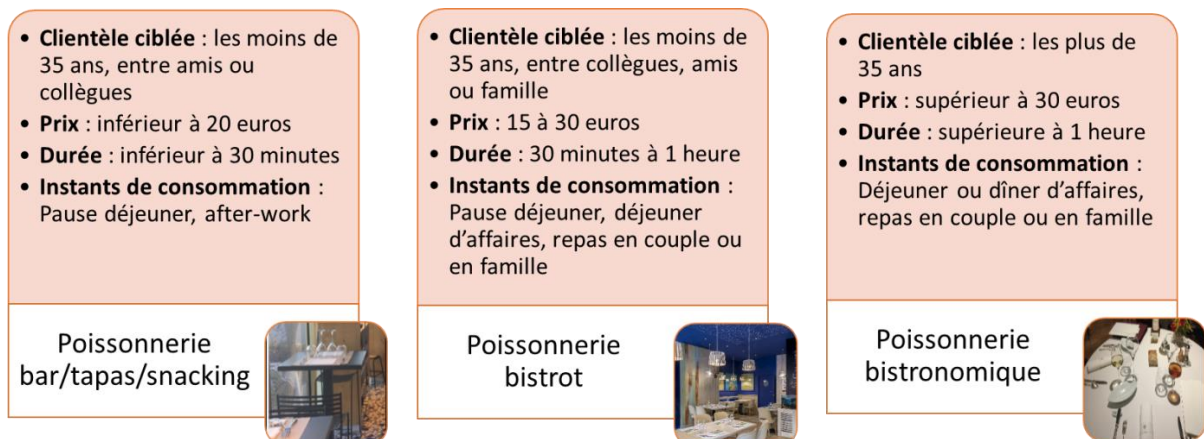 • Clientèle ciblée : les moins de
35 ans, entre amis ou
collègues
• Prix : inférieur à 20 euros
• Durée : inférieur à 30 minutes
• Instants de consommation :
Pause déjeuner, after-work
Poissonnerie
bar/tapas/snacking
• Clientèle ciblée : les moins de
35 ans, entre collègues, amis
ou famille
• Prix : 15 à 30 euros
• Durée : 30 minutes à 1 heure
• Instants de consommation :
Pause déjeuner, déjeuner
d’affaires, repas en couple ou
en famille
Poissonnerie
bistrot
• Clientèle ciblée : les plus de
35 ans
• Prix : supérieur à 30 euros
• Durée : supérieure à 1 heure
• Instants de consommation :
Déjeuner ou dîner d’affaires,
repas en couple ou en famille
Poissonnerie
bistronomique